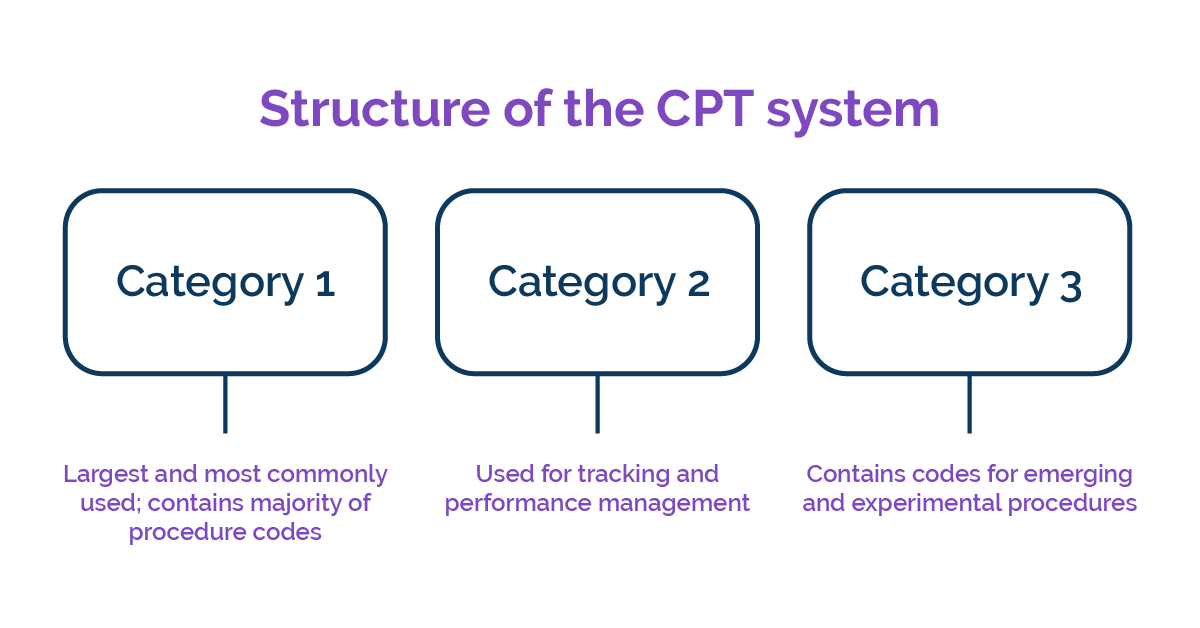 Structure of the CPT system
Category 1
Category 2
Category 3
Largest and most commonly
used; contains majority of
procedure codes
Used for tracking and
performance management
Contains codes for emerging
and experimental procedures